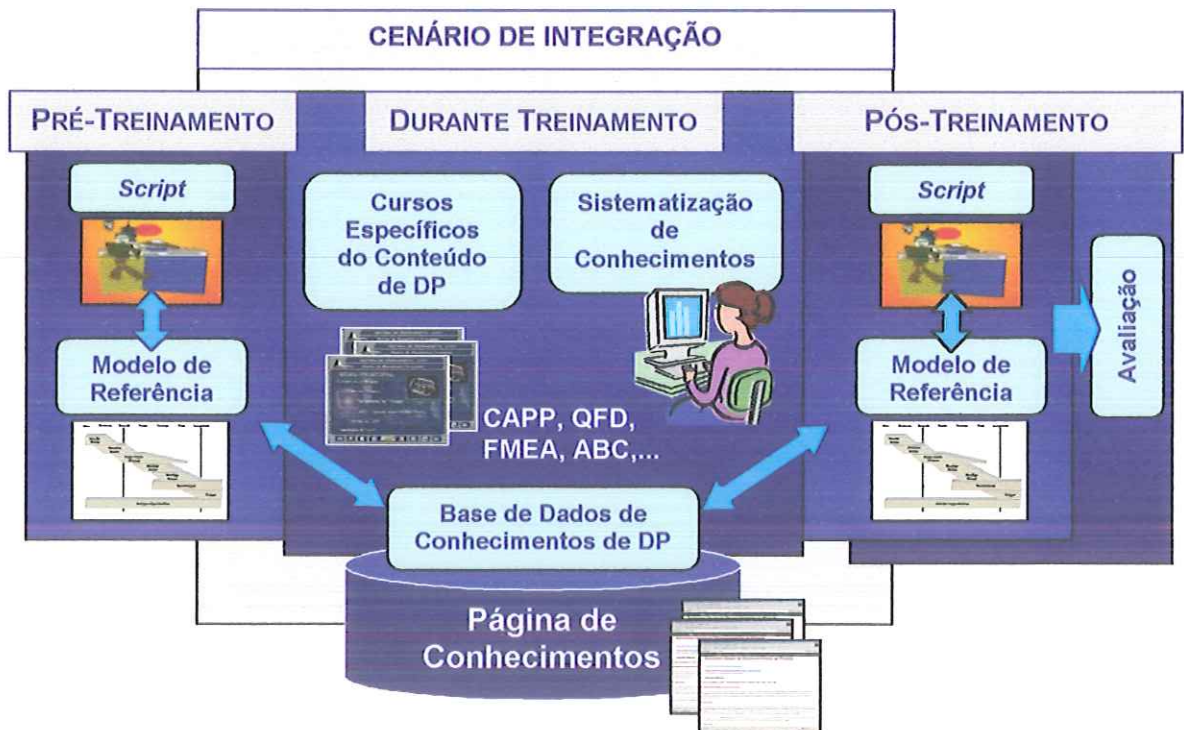 CENÁRIO DE INTEGRAÇÃO
PRÉ-TREINAMENTO
DURANTE TREINAMENTO
PÓS-TREINAMENTO
Script
Modelo de
Referência
Cursos
Específicos
do Conteúdo
de DP
Sistematização
de
Conhecimentos
CAPP, QFD,
FMEA, ABC,...
Script
Modelo de
Referência
Avaliação
Base de Dados de
Conhecimentos de DP
Página de
Conhecimentos